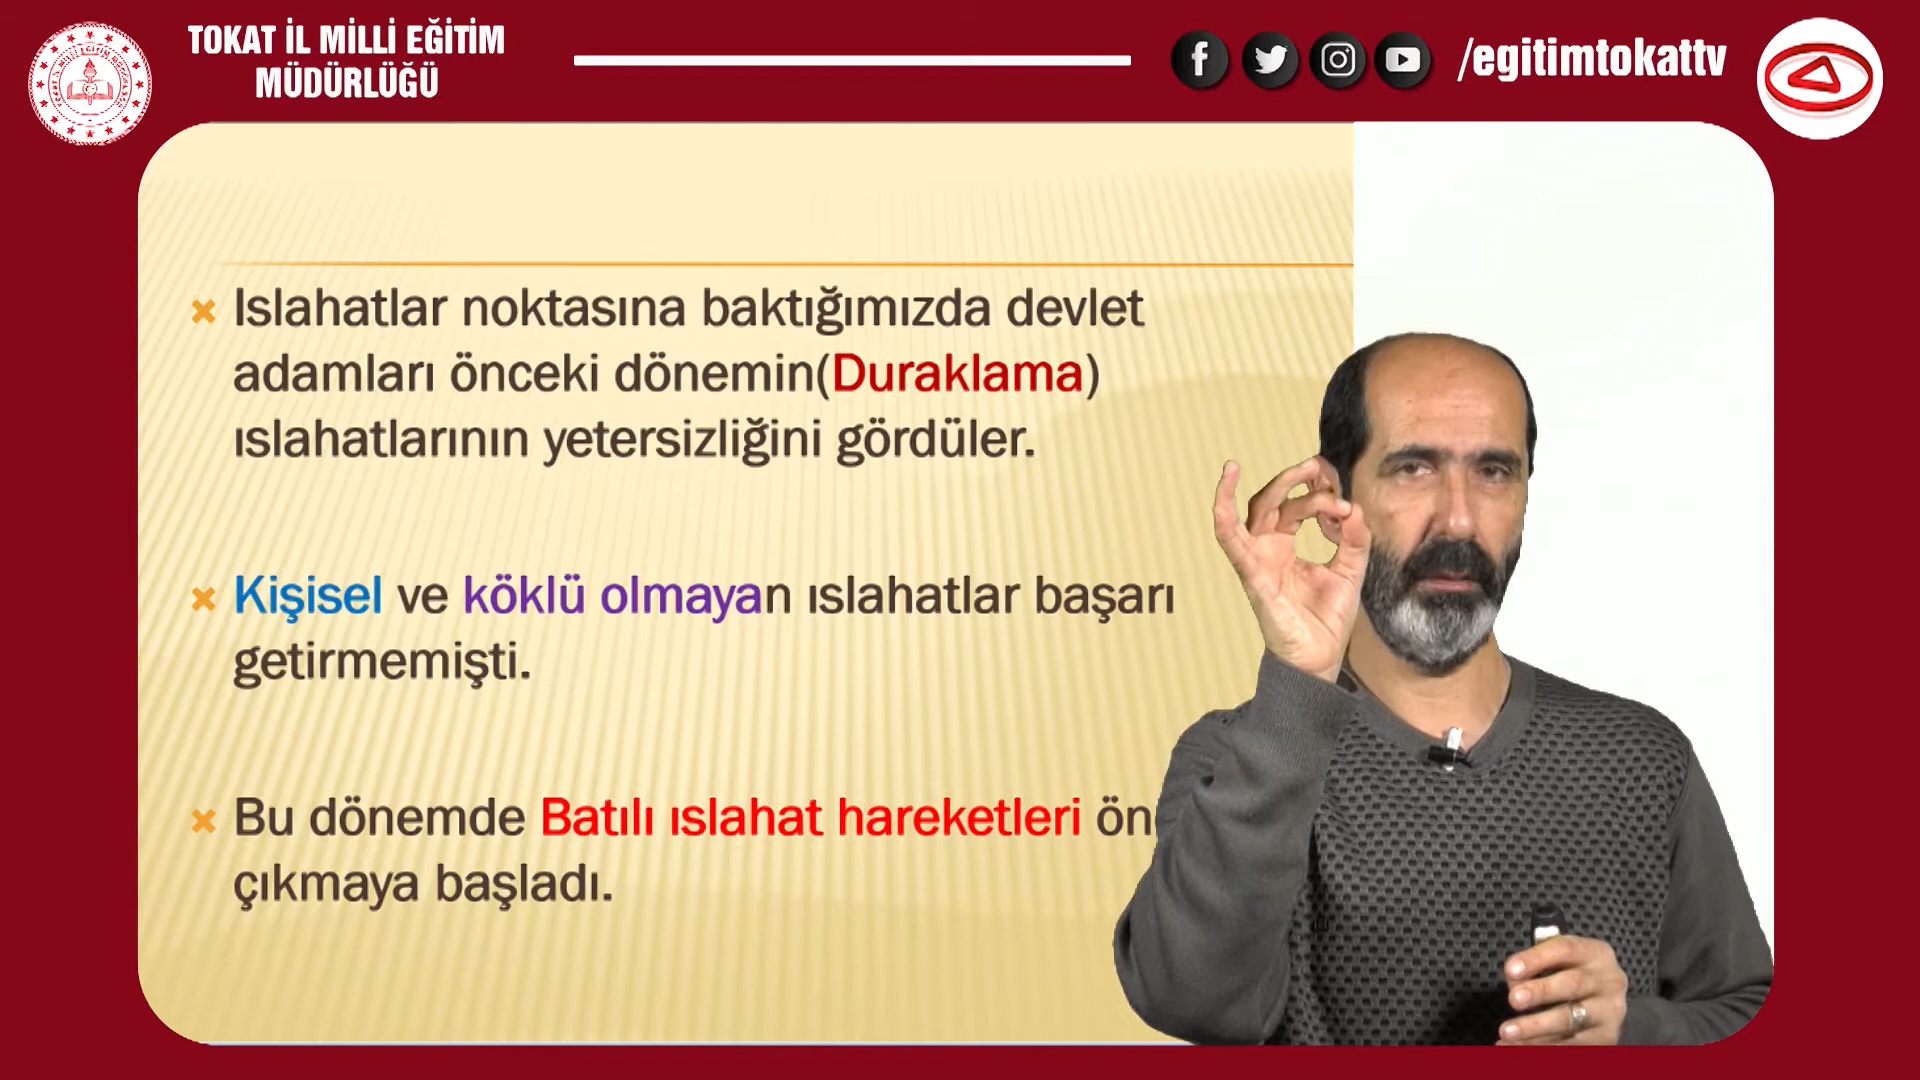 TOKAT İL MİLLİ EĞİTİM
MÜDÜRLÜĞÜ
/egitimtokattv
Islahatlar noktasına baktığımızda devlet
adamları önceki dönemin(Duraklama)
ıslahatlarının yetersizliğini gördüler.
Kişisel ve köklü olmayan ıslahatlar başarı
getirmemişti.
Bu dönemde Batılı ıslahat hareketleri ön
çıkmaya başladı.